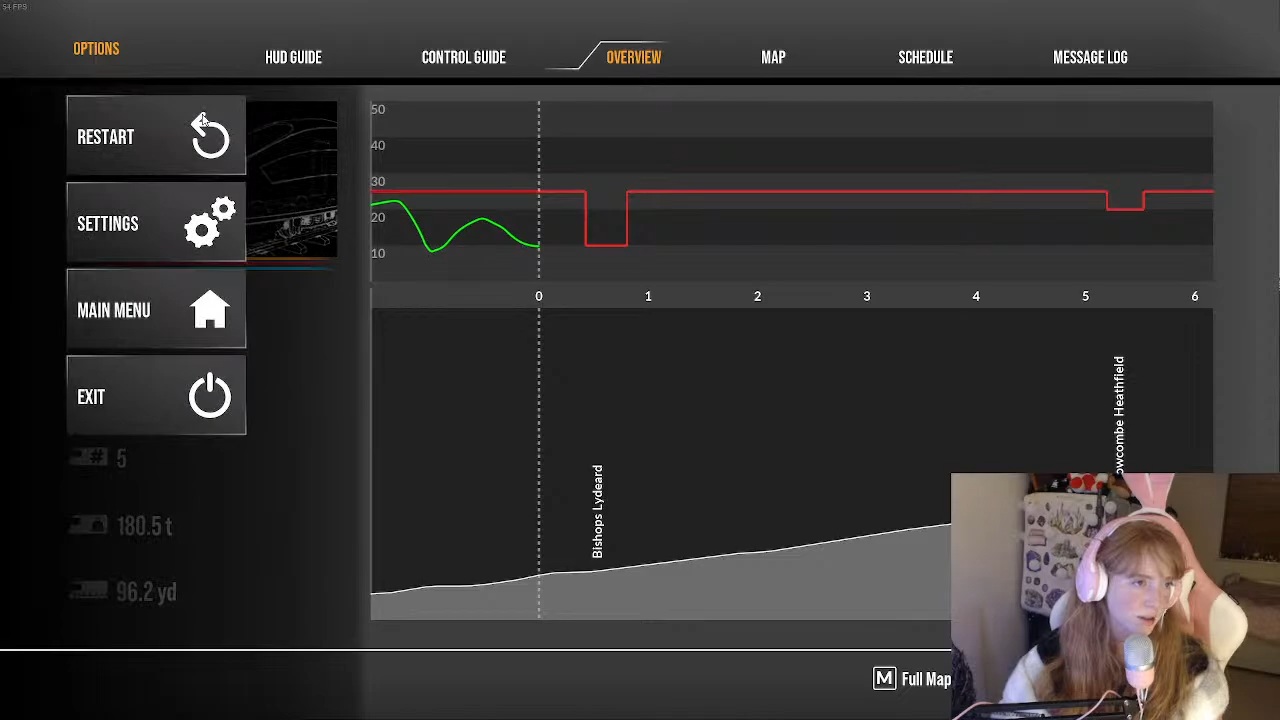 54 FPS
OPTIONS
HUD GUIDE
CONTROL GUIDE
OVERVIEW
MAP
SCHEDULE
MESSAGE LOG
RESTART
SETTINGS
MAIN MENU
EXIT
# 5
180.5 t
96.2 yd
50
40
30
20
10
0 1 2 3 4 5 6
Bishops Lydeard
owcombe Heathfield
M Full Map